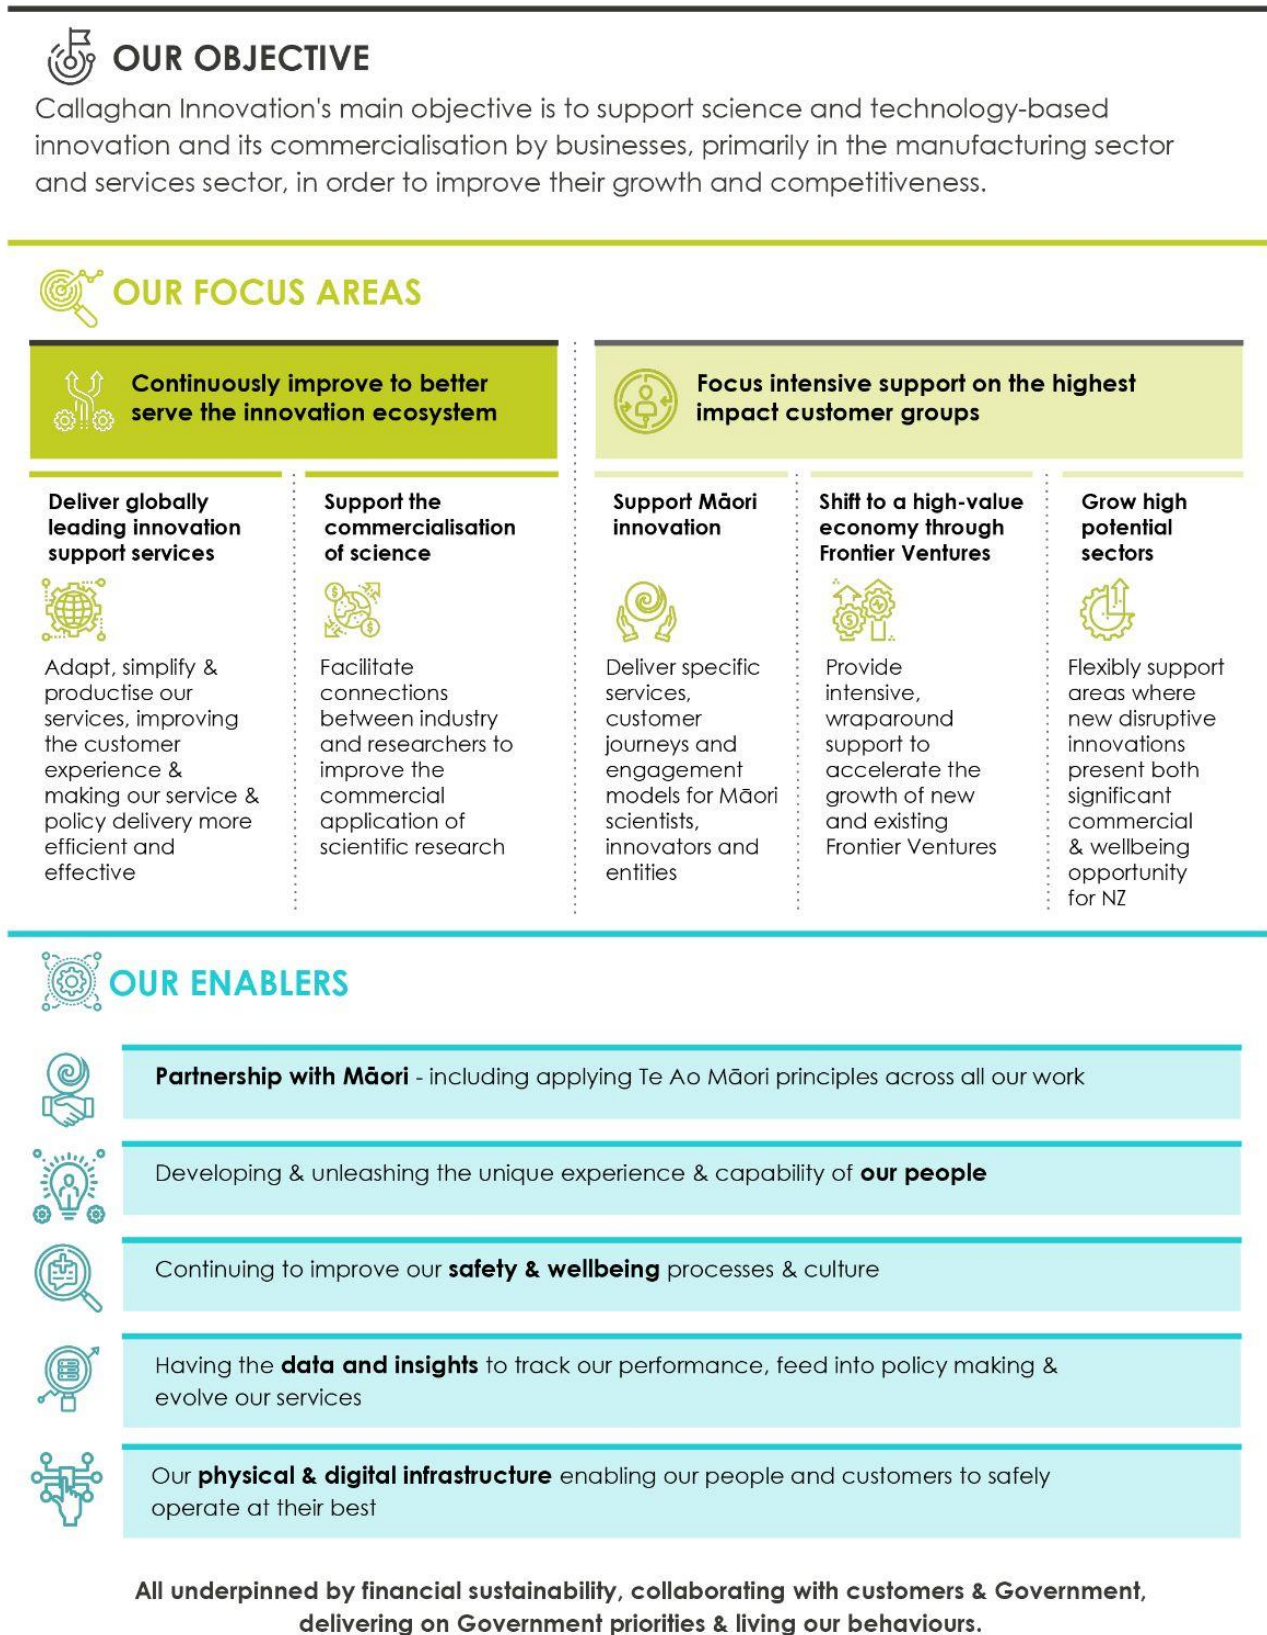 OUR OBJECTIVE
Callaghan Innovation's main objective is to support science and technology-based
innovation and its commercialisation by businesses, primarily in the manufacturing sector
and services sector, in order to improve their growth and competitiveness.
OUR FOCUS AREAS
Continuously improve to better
serve the innovation ecosystem
Deliver globally
leading innovation
support services
Adapt, simplify &
productise our
services, improving
the customer
experience &
making our service &
policy delivery more
efficient and
effective
Support the
commercialisation
of science
Facilitate
connections
between industry
and researchers to
improve the
commercial
application of
scientific research
Focus intensive support on the highest
impact customer groups
Support Māori
innovation
Deliver specific
services,
customer
journeys and
engagement
models for Māori
scientists,
innovators and
entities
Shift to a high-value
economy through
Frontier Ventures
Provide
intensive,
wraparound
support to
accelerate the
growth of new
and existing
Frontier Ventures
Grow high
potential
sectors
Flexibly support
areas where
new disruptive
innovations
present both
significant
commercial
& wellbeing
opportunity
for NZ
OUR ENABLERS
Partnership with Māori - including applying Te Ao Māori principles across all our work
Developing & unleashing the unique experience & capability of our people
Continuing to improve our safety & wellbeing processes & culture
Having the data and insights to track our performance, feed into policy making &
evolve our services
Our physical & digital infrastructure enabling our people and customers to safely
operate at their best
All underpinned by financial sustainability, collaborating with customers & Government,
delivering on Government priorities & living our behaviours.